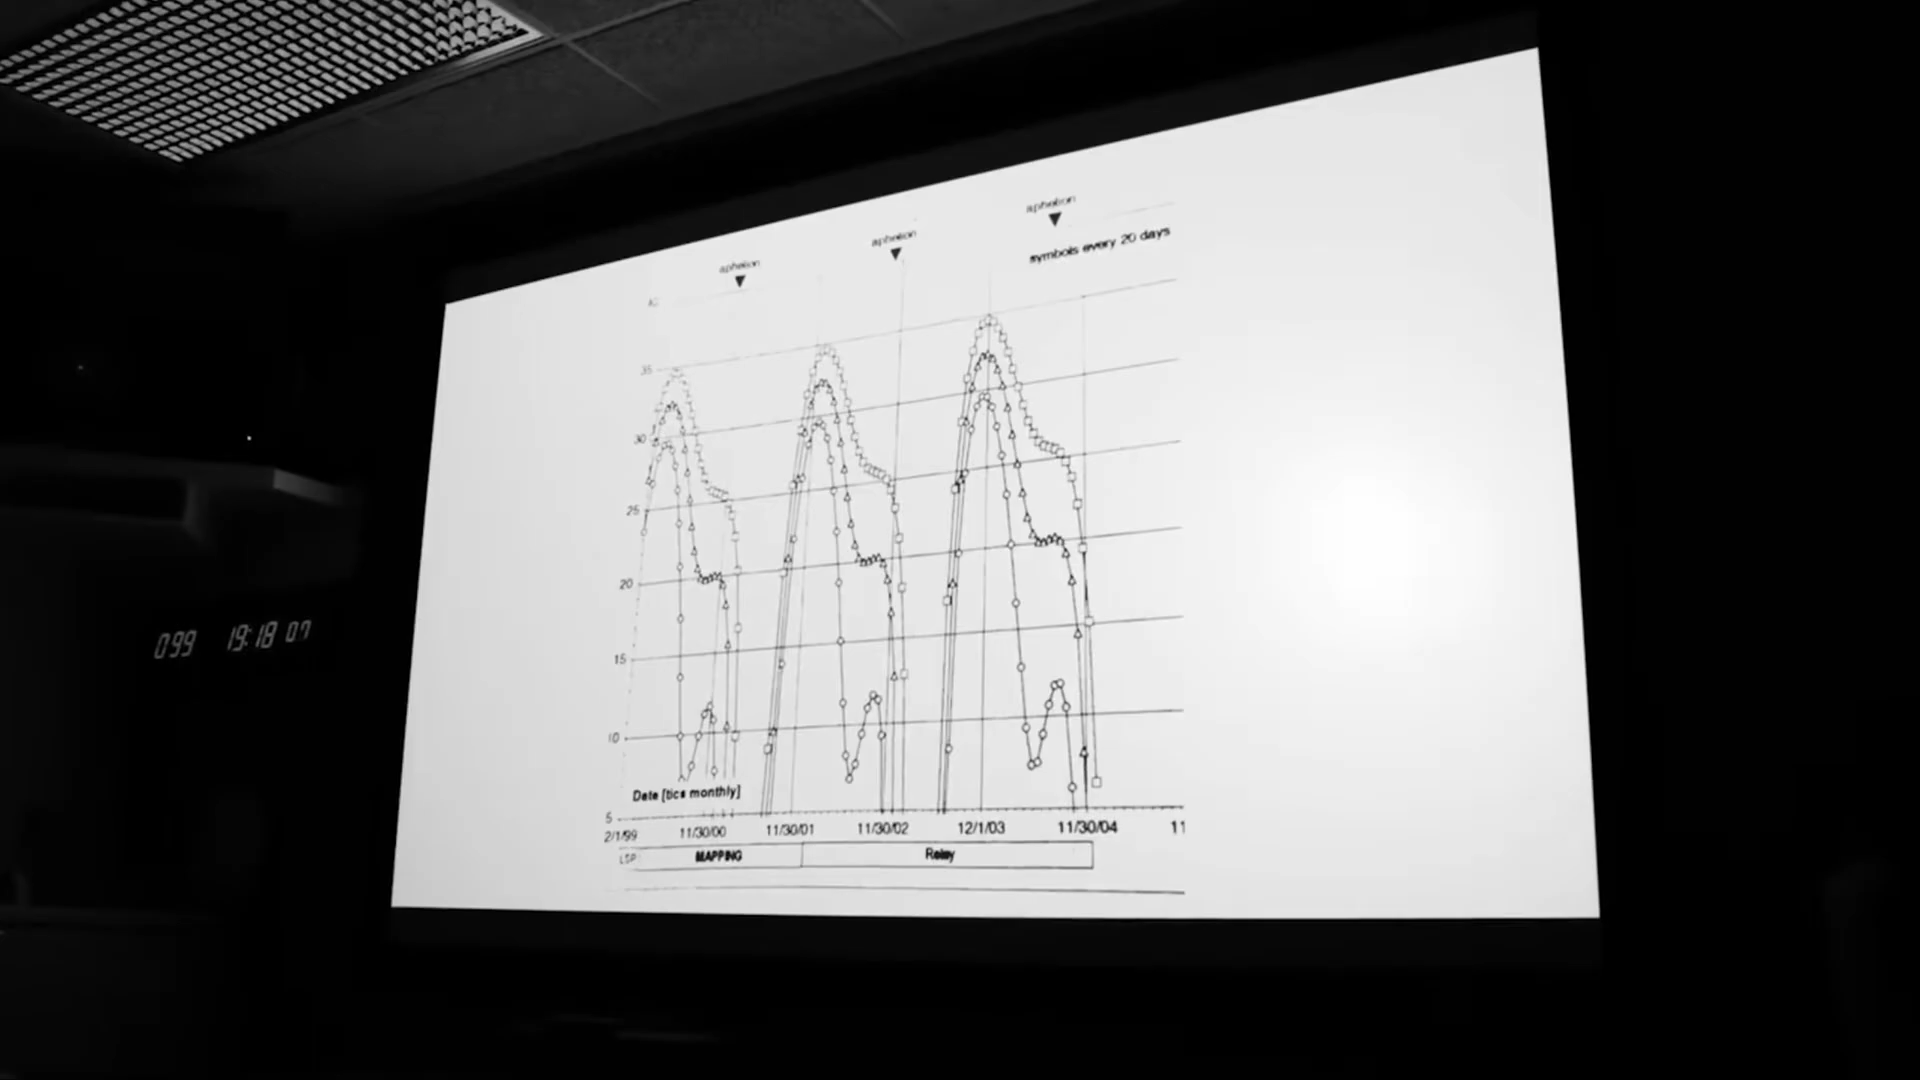 aphelion
aphelion
aphelion
symbols every 20 days
35
30
25
20
15
10
5
Date [tics monthly]
2/1/99 11/30/00 11/30/01 11/30/02 12/1/03 11/30/04 11
MAPPING Relay
099 19:18 07